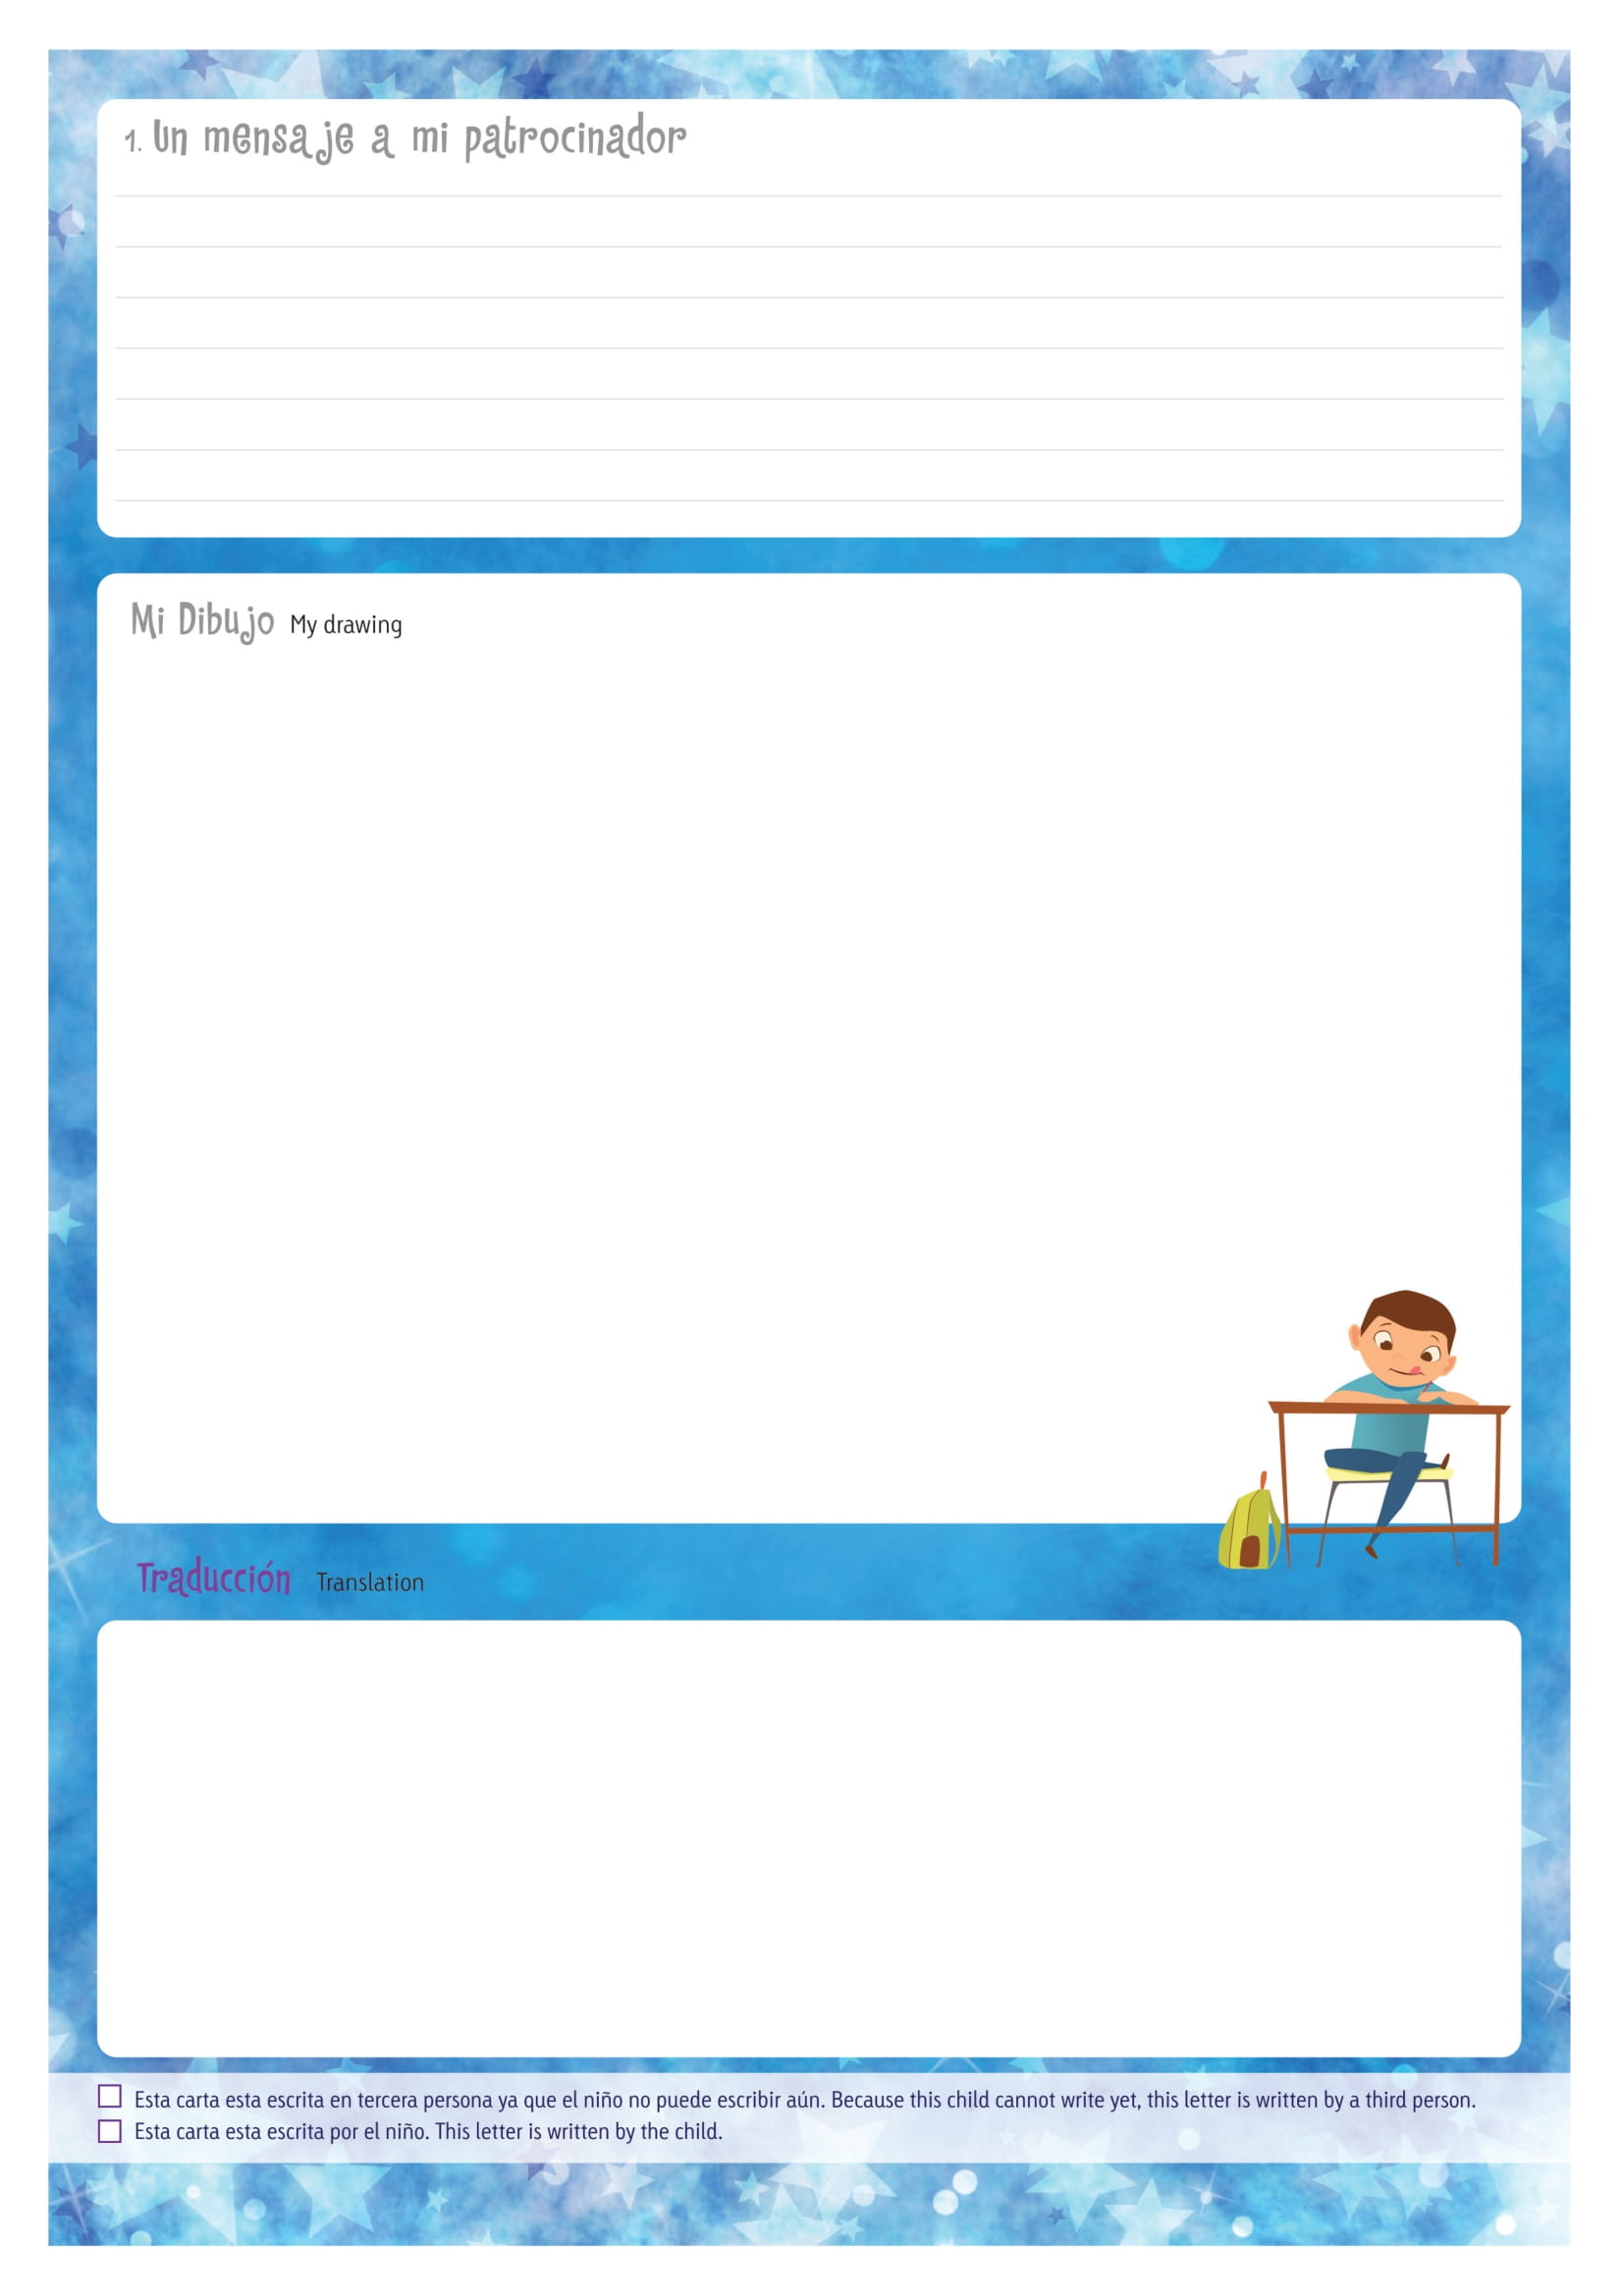 1. Un mensaje a mi patrocinador
Mi Dibujo My drawing
Traducción Translation
Esta carta esta escrita en tercera persona ya que el niño no puede escribir aún. Because this child cannot write yet, this letter is written by a third person.
Esta carta esta escrita por el niño. This letter is written by the child.